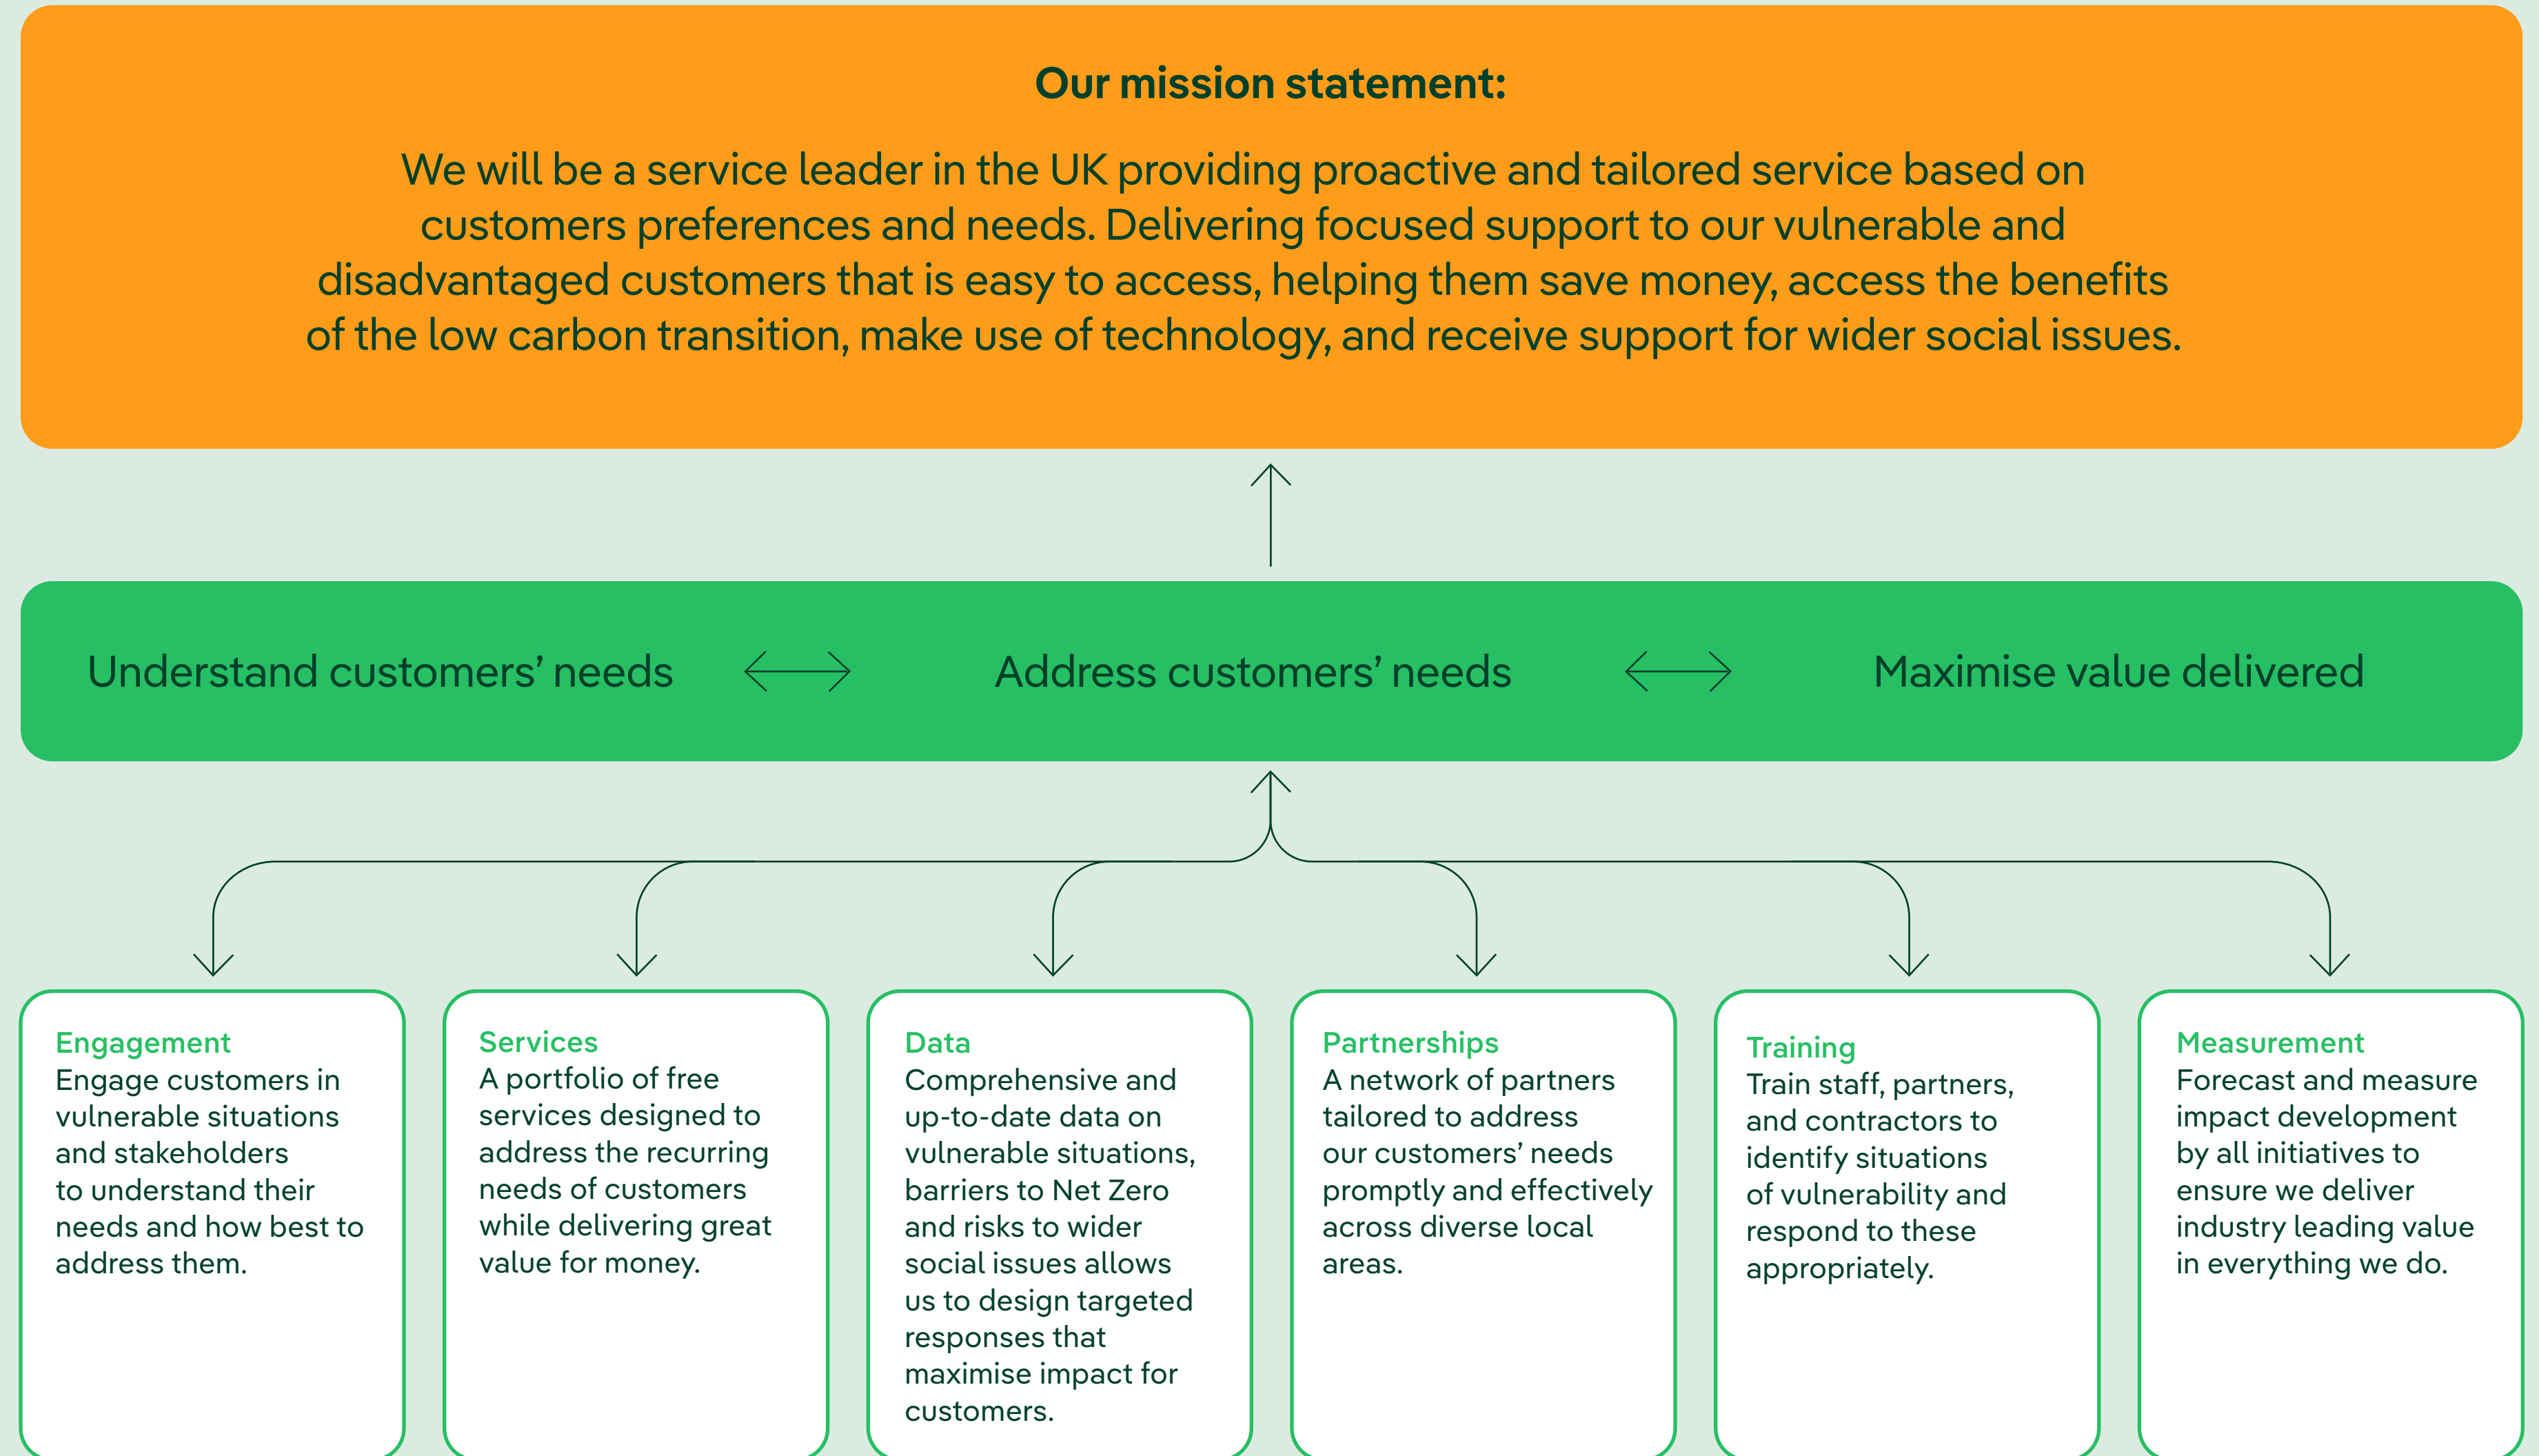 Our mission statement:
We will be a service leader in the UK providing proactive and tailored service based on
customers preferences and needs. Delivering focused support to our vulnerable and
disadvantaged customers that is easy to access, helping them save money, access the benefits
of the low carbon transition, make use of technology, and receive support for wider social issues.
Understand customers’ needs
Address customers’ needs
Maximise value delivered
Engagement
Engage customers in
vulnerable situations
and stakeholders
to understand their
needs and how best to
address them.
Services
A portfolio of free
services designed to
address the recurring
needs of customers
while delivering great
value for money.
Data
Comprehensive and
up-to-date data on
vulnerable situations,
barriers to Net Zero
and risks to wider
social issues allows
us to design targeted
responses that
maximise impact for
customers.
Partnerships
A network of partners
tailored to address
our customers’ needs
promptly and effectively
across diverse local
areas.
Training
Train staff, partners,
and contractors to
identify situations
of vulnerability and
respond to these
appropriately.
Measurement
Forecast and measure
impact development
by all initiatives to
ensure we deliver
industry leading value
in everything we do.